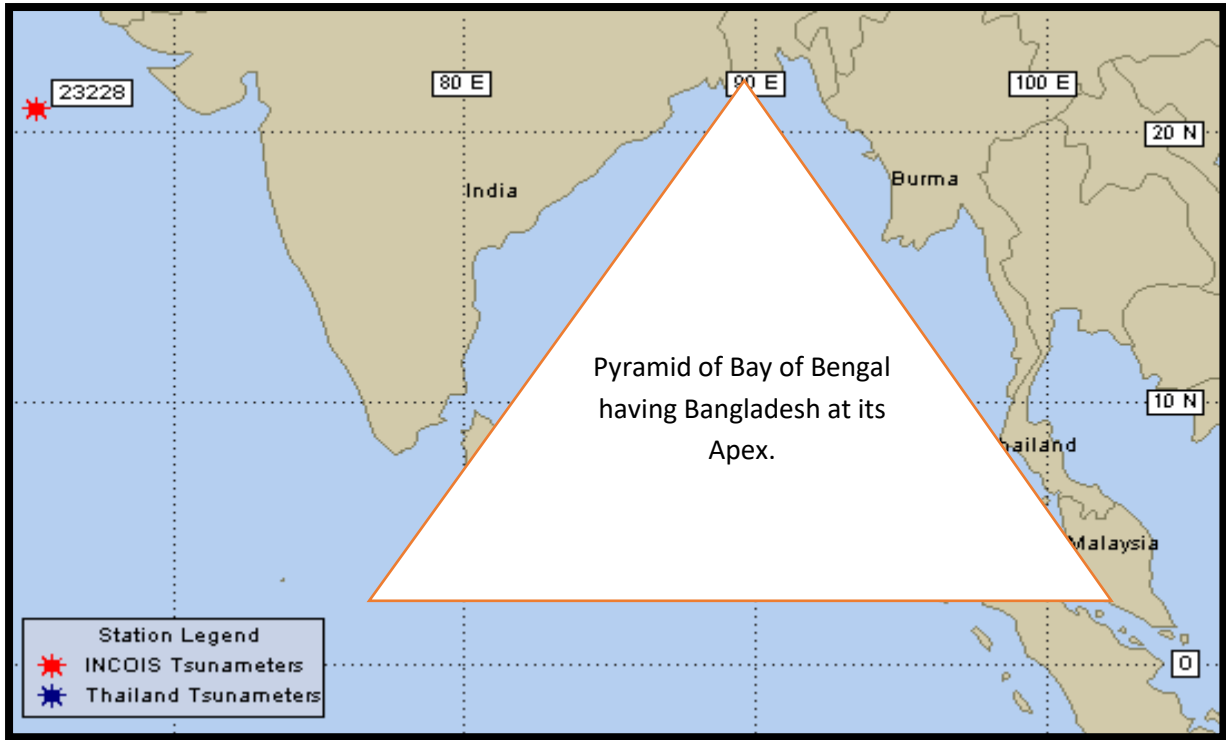 23228
80 E
90 E
100 E
20 N
India
Burma
Pyramid of Bay of Bengal
having Bangladesh at its
Apex.
10 N
hailand
Malaysia
Station Legend
INCOIS Tsunameters
Thailand Tsunameters
0